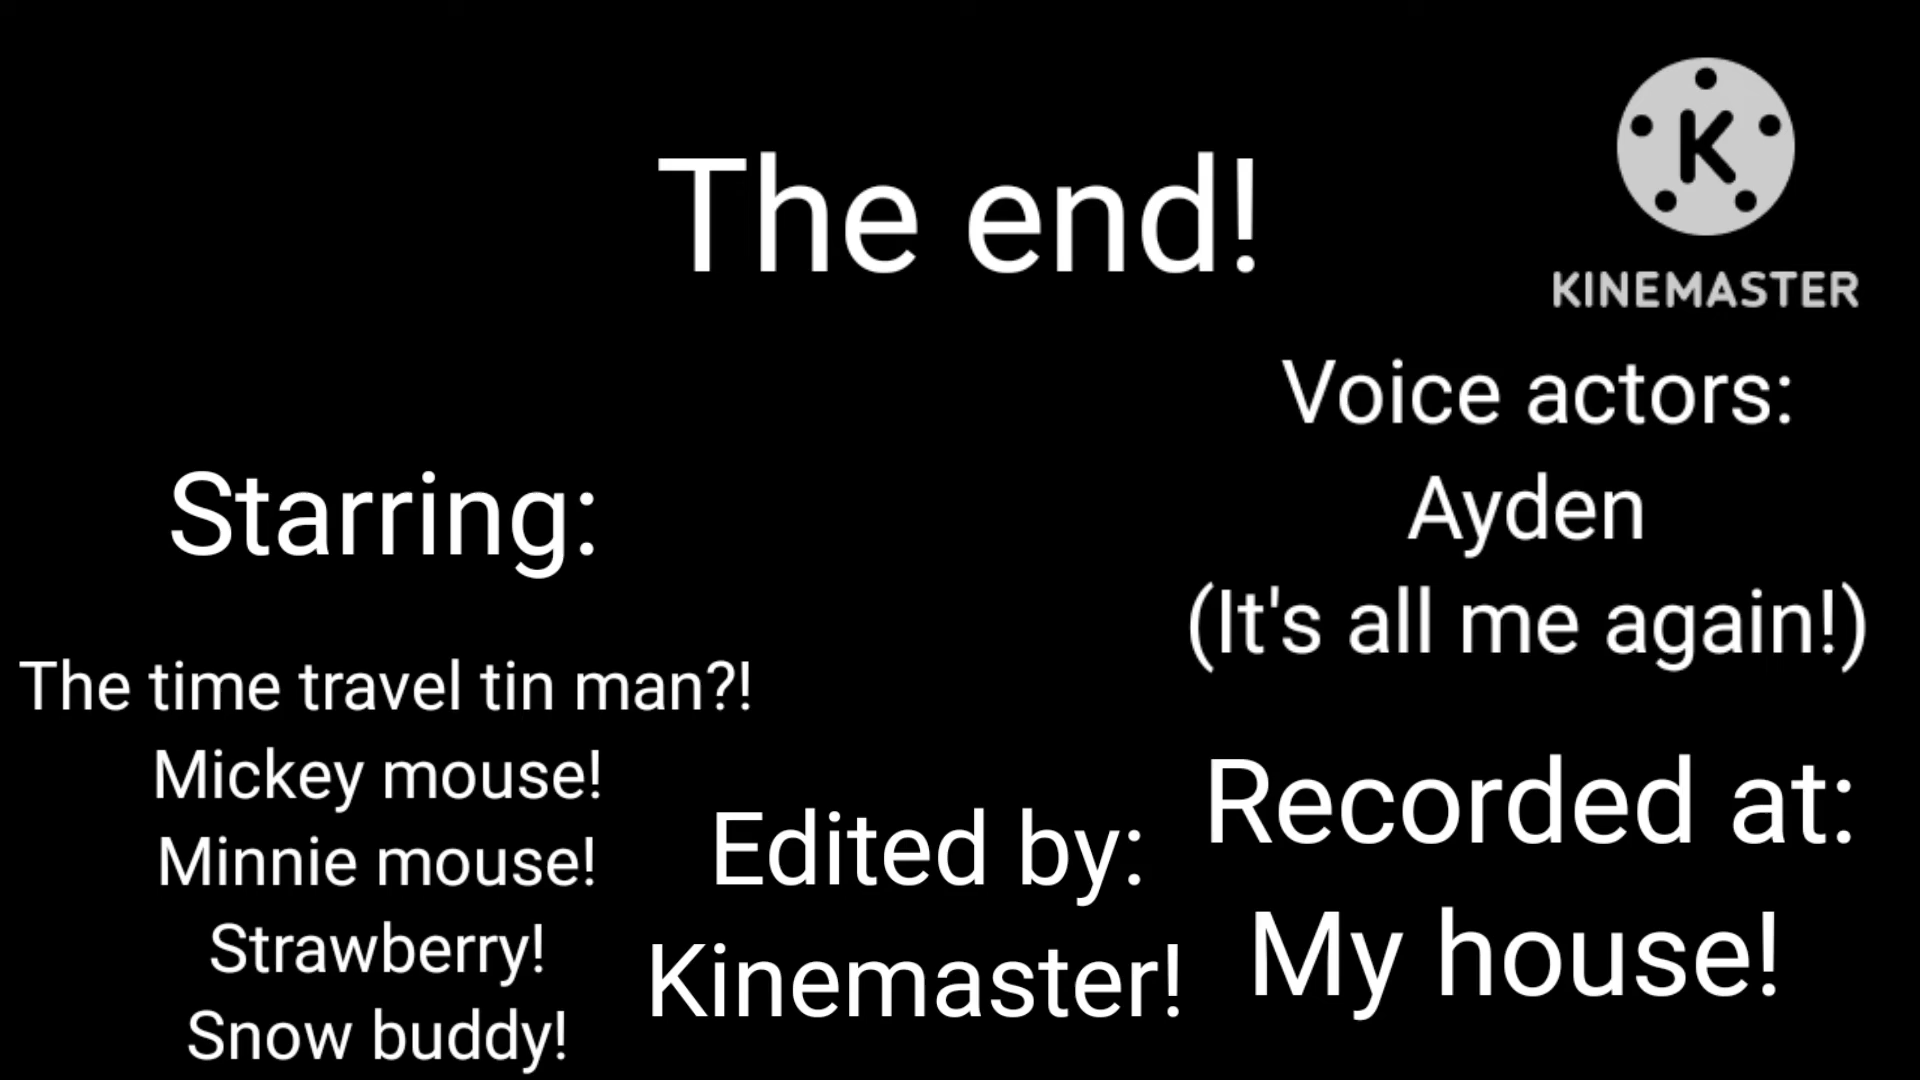 The end!
K
KINEMASTER
Voice actors:
Ayden
(It's all me again!)
Starring:
The time travel tin man?!
Mickey mouse!
Minnie mouse!
Strawberry!
Snow buddy!
Edited by:
Kinemaster!
Recorded at:
My house!